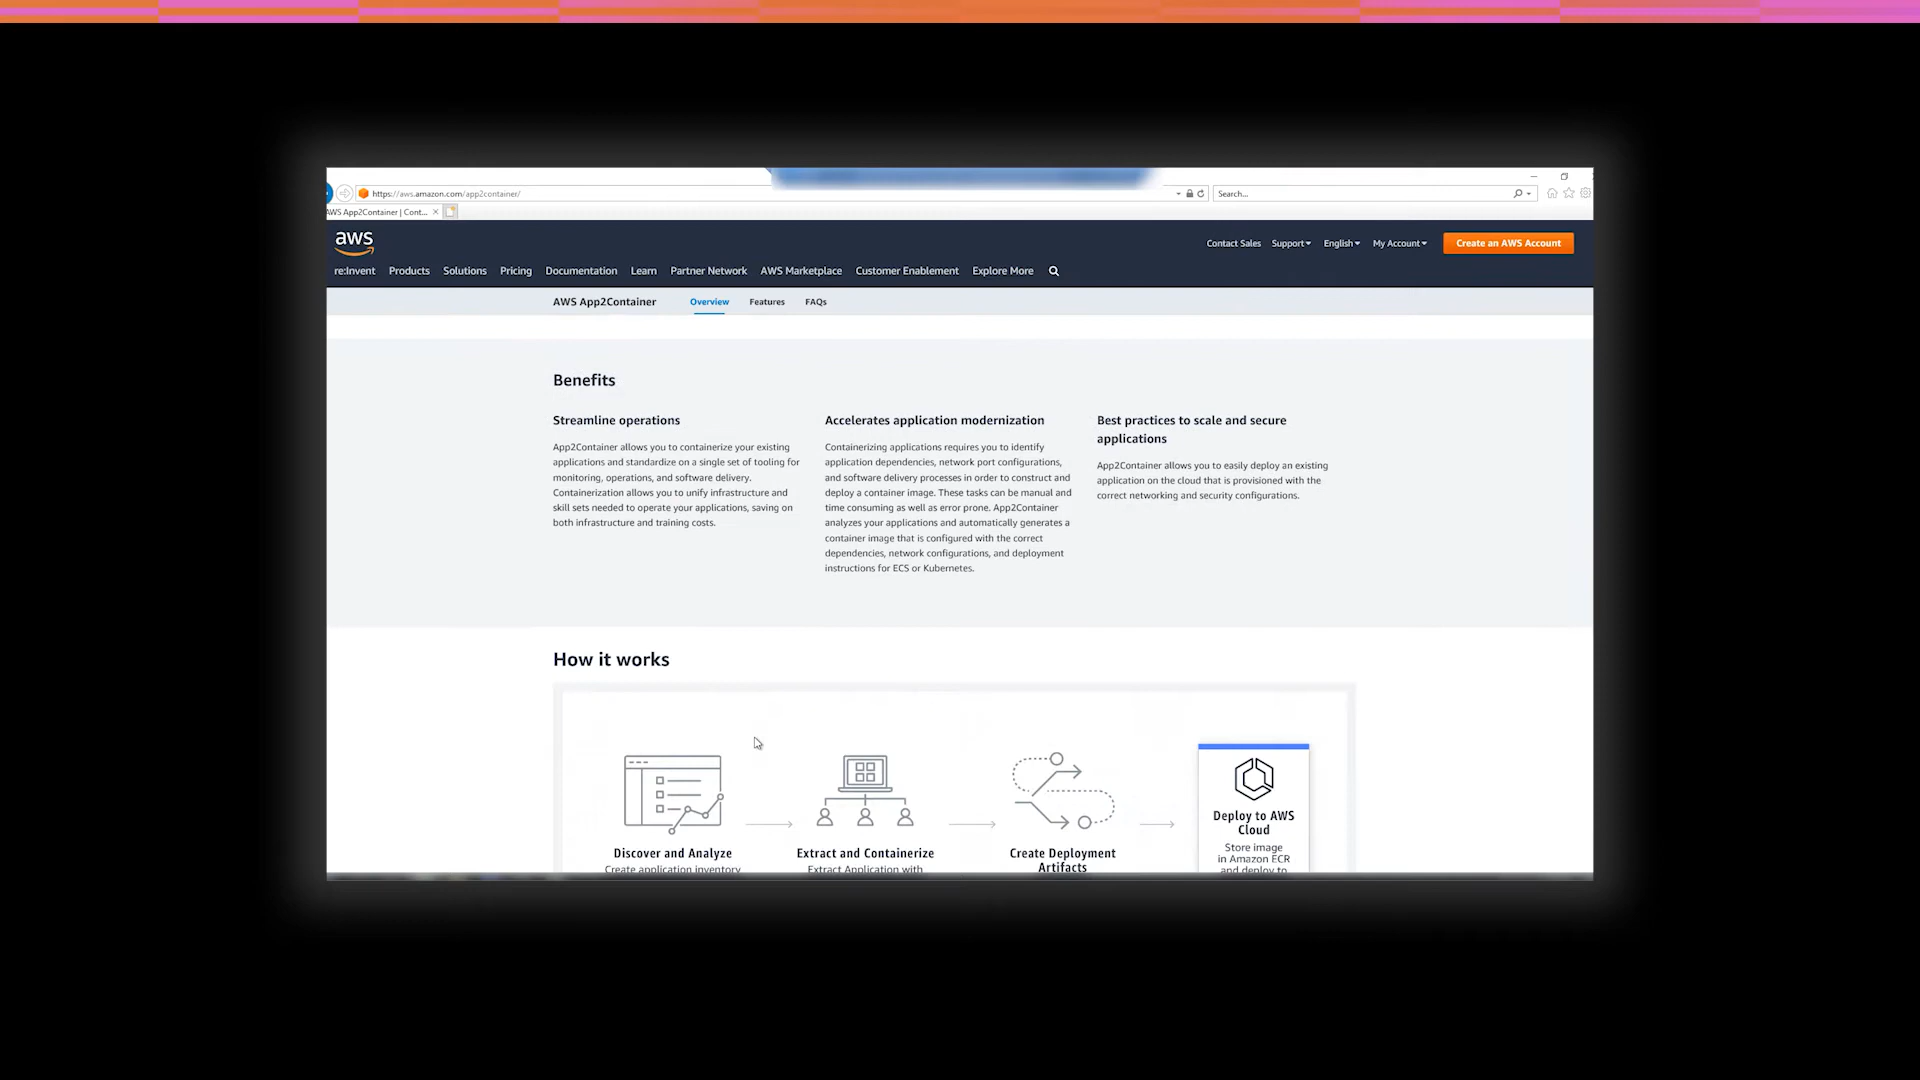 https://aws.amazon.com/app2container/
Search...
AWS App2Container | Cont...
aws
Contact Sales Support English My Account Create an AWS Account
re:Invent Products Solutions Pricing Documentation Learn Partner Network AWS Marketplace Customer Enablement Explore More
AWS App2Container Overview Features FAQs
Benefits
Streamline operations
App2Container allows you to containerize your existing
applications and standardize on a single set of tooling for
monitoring, operations, and software delivery.
Containerization allows you to unify infrastructure and
skill sets needed to operate your applications, saving on
both infrastructure and training costs.
Accelerates application modernization
Containerizing applications requires you to identify
application dependencies, network port configurations,
and software delivery processes in order to construct and
deploy a container image. These tasks can be manual and
time consuming as well as error prone. App2Container
analyzes your applications and automatically generates a
container image that is configured with the correct
dependencies, network configurations, and deployment
instructions for ECS or Kubernetes.
Best practices to scale and secure
applications
App2Container allows you to easily deploy an existing
application on the cloud that is provisioned with the
correct networking and security configurations.
How it works
Discover and Analyze
Create application inventory
Extract and Containerize
Extract Application with
Create Deployment
Artifacts
Deploy to AWS
Cloud
Store image
in Amazon ECR
and deploy to